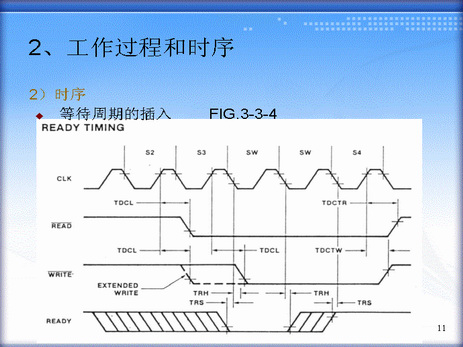 2、工作过程和时序
2）时序
◆ 等待周期的插入 FIG.3-3-4
READY TIMING
S2 S3 SW SW S4
CLK
TDCL TDCTR
READ
TDCL TDCL TDCTW
WRITE
EXTENDED
WRITE
TRH TRH
TRS TRS
READY
11